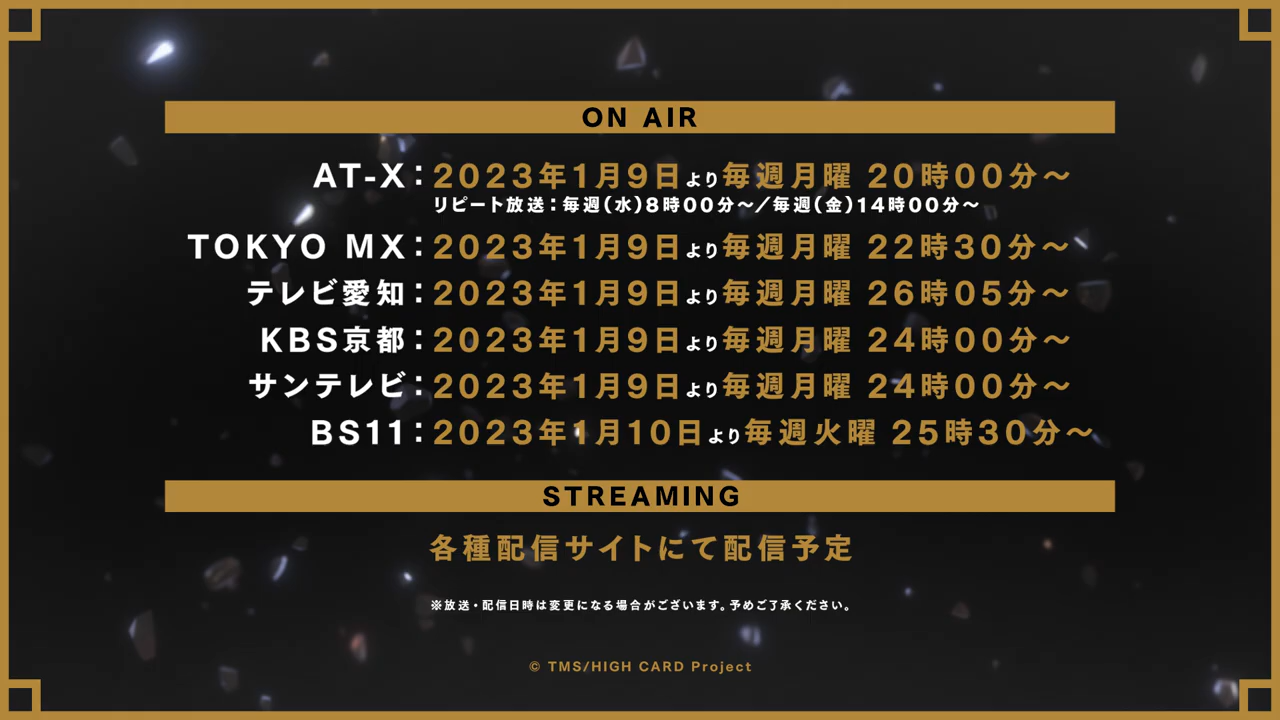 ON AIR
AT-X：2023年1月9日より毎週月曜 20時00分～
リピート放送：毎週(水)8時00分～／毎週(金)14時00分～
TOKYO MX：2023年1月9日より毎週月曜 22時30分～
テレビ愛知：2023年1月9日より毎週月曜 26時05分～
KBS京都：2023年1月9日より毎週月曜 24時00分～
サンテレビ：2023年1月9日より毎週月曜 24時00分～
BS11：2023年1月10日より毎週火曜 25時30分～
STREAMING
各種配信サイトにて配信予定
※放送・配信日時は変更になる場合がございます。予めご了承ください。
© TMS/HIGH CARD Project